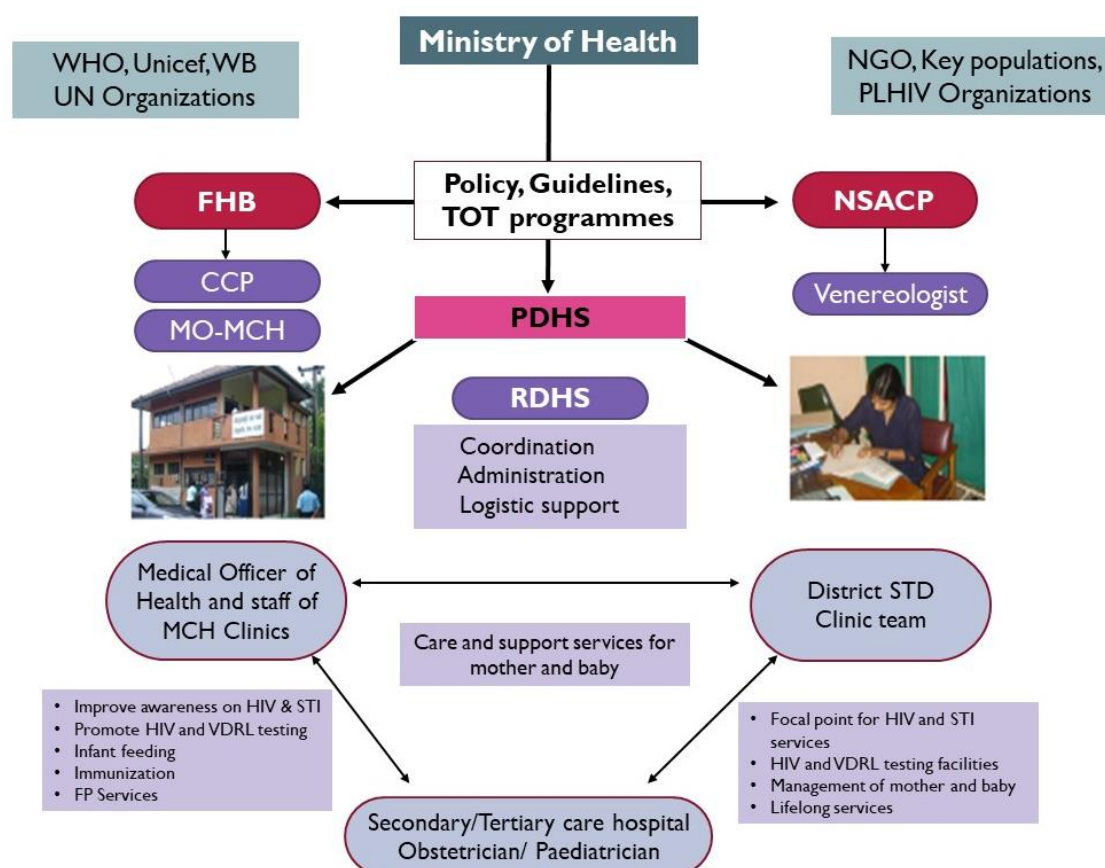 Ministry of Health
WHO, Unicef, WB
UN Organizations
NGO, Key populations,
PLHIV Organizations
Policy, Guidelines,
TOT programmes
FHB
NSACP
CCP
MO-MCH
Venereologist
PDHS
RDHS
Coordination
Administration
Logistic support
Medical Officer of
Health and staff of
MCH Clinics
District STD
Clinic team
Care and support services for
mother and baby
• Improve awareness on HIV & STI
• Promote HIV and VDRL testing
• Infant feeding
• Immunization
• FP Services
• Focal point for HIV and STI
services
• HIV and VDRL testing facilities
• Management of mother and baby
• Lifelong services
Secondary/Tertiary care hospital
Obstetrician/ Paediatrician